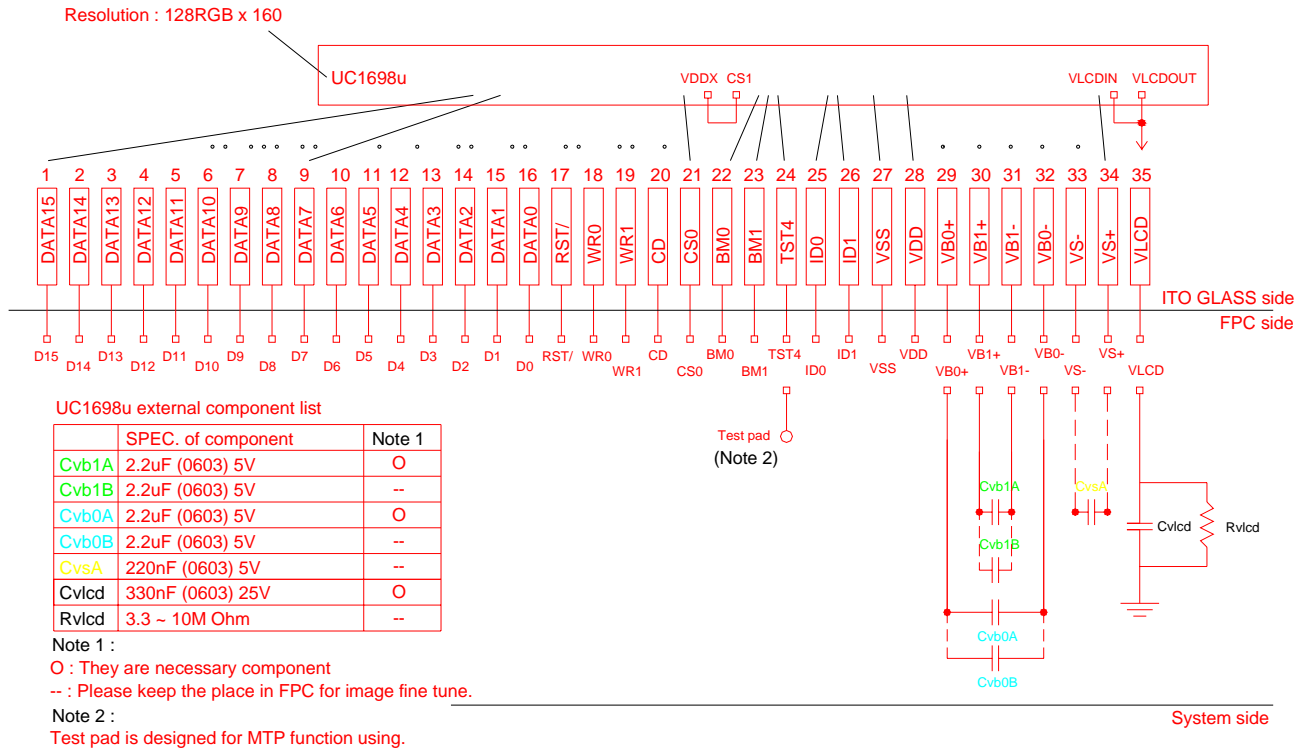 Resolution : 128RGB x 160
UC1698u
VDDX CS1
VLCDIN VLCDOUT
1 2 3 4 5 6 7 8 9 10 11 12 13 14 15 16 17 18 19 20 21 22 23 24 25 26 27 28 29 30 31 32 33 34 35
DATA15 DATA14 DATA13 DATA12 DATA11 DATA10 DATA9 DATA8 DATA7 DATA6 DATA5 DATA4 DATA3 DATA2 DATA1 DATA0 RST/ WR0 WR1 CD CS0 BM0 BM1 TST4 ID0 ID1 VSS VDD VB0+ VB1+ VB1- VB0- VS- VS+ VLCD
ITO GLASS side
FPC side
D15 D14 D13 D12 D11 D10 D9 D8 D7 D6 D5 D4 D3 D2 D1 D0 RST/ WR0 WR1 CD CS0 BM0 BM1 TST4 ID0 ID1 VSS VDD VB0+ VB1+ VB1- VB0- VS- VS+ VLCD
UC1698u external component list
SPEC. of component Note 1
Cvb1A 2.2uF (0603) 5V O
Cvb1B 2.2uF (0603) 5V --
Cvb0A 2.2uF (0603) 5V O
Cvb0B 2.2uF (0603) 5V --
CvsA 220nF (0603) 5V --
Cvlcd 330nF (0603) 25V O
Rvlcd 3.3 ~ 10M Ohm --
Note 1 :
O : They are necessary component
-- : Please keep the place in FPC for image fine tune.
Note 2 :
Test pad is designed for MTP function using.
Test pad
(Note 2)
Cvb1A
Cvb1B
Cvb0A
Cvb0B
CvsA
Cvlcd
Rvlcd
System side